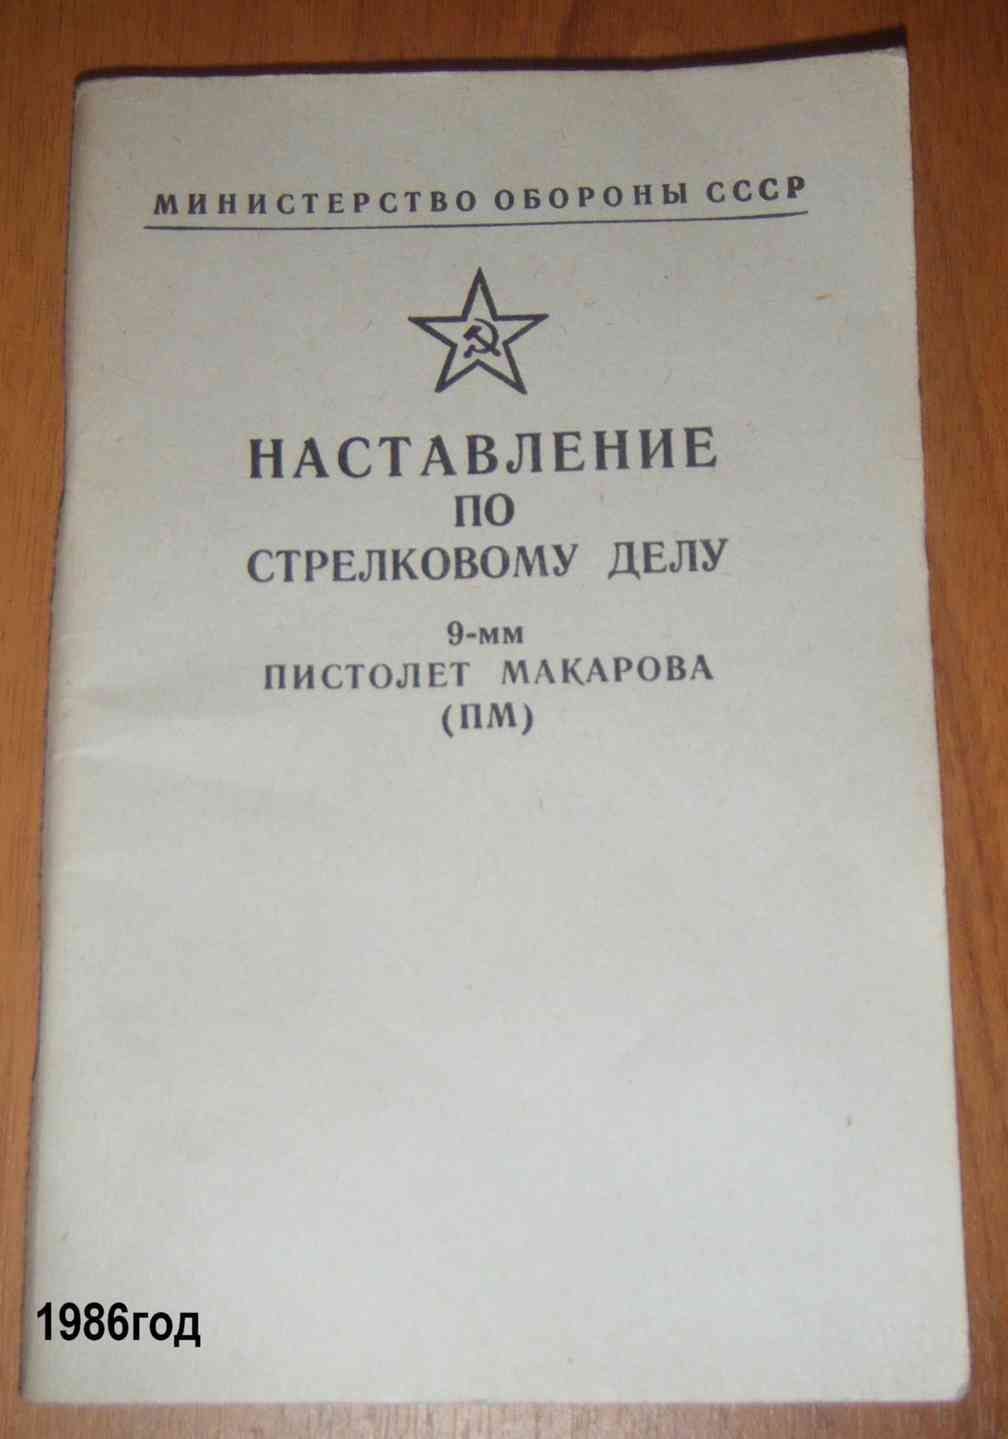 МИНИСТЕРСТВО ОБОРОНЫ СССР
НАСТАВЛЕНИЕ
ПО
СТРЕЛКОВОМУ ДЕЛУ
9-мм
ПИСТОЛЕТ МАКАРОВА
(ПМ)
1986год